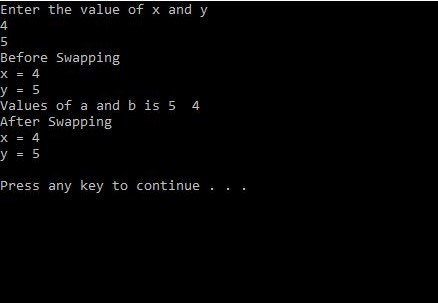 Enter the value of x and y
4
5
Before Swapping
x = 4
y = 5
Values of a and b is 5  4
After Swapping
x = 4
y = 5
Press any key to continue . . .